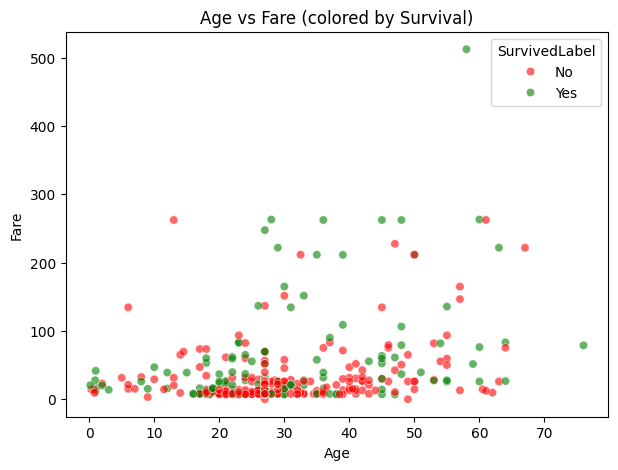 Age vs Fare (colored by Survival)
SurvivedLabel
No
Yes
500
400
300
200
100
0
Fare
0 10 20 30 40 50 60 70
Age